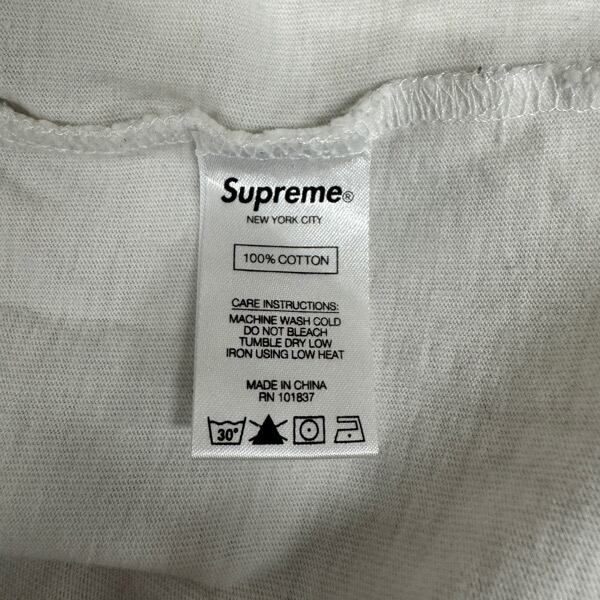 Supreme®
NEW YORK CITY
100% COTTON
CARE INSTRUCTIONS:
MACHINE WASH COLD
DO NOT BLEACH
TUMBLE DRY LOW
IRON USING LOW HEAT
MADE IN CHINA
RN 101837
30°